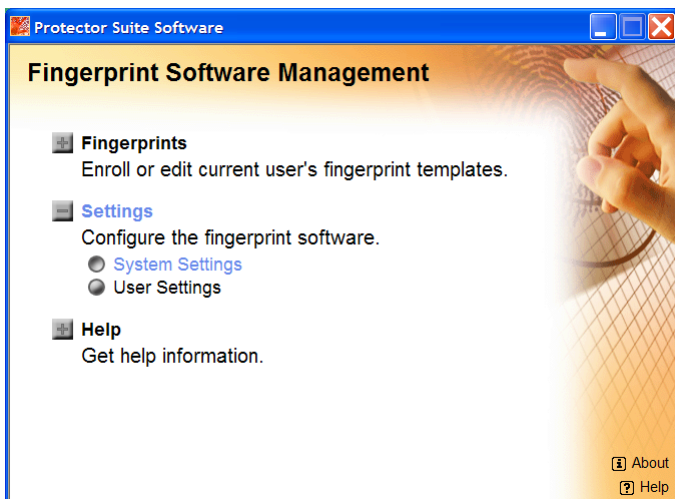 Protector Suite Software
Fingerprint Software Management
Fingerprints
Enroll or edit current user's fingerprint templates.
Settings
Configure the fingerprint software.
System Settings
User Settings
Help
Get help information.
About
Help